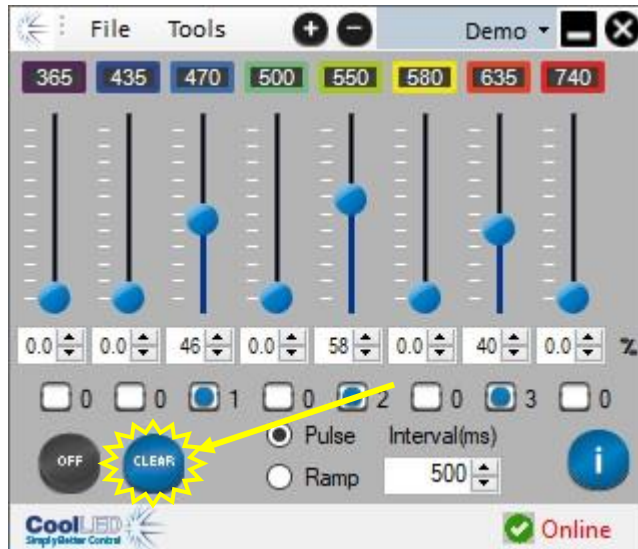 File Tools + - Demo
365 435 470 500 550 580 635 740
0.0 0.0 46 0.0 58 0.0 40 0.0 %
0 0 1 0 2 0 3 0
Pulse Interval(ms)
OFF CLEAR i
Ramp 500
CoolLED
Simply Better Control
Online